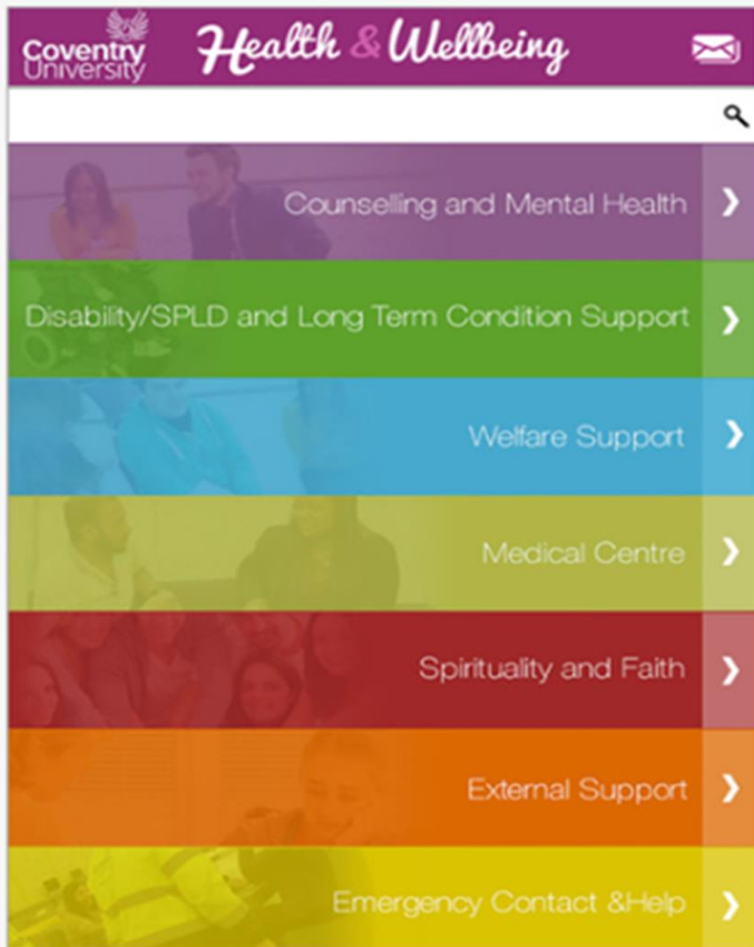 Coventry
University
Health & Wellbeing
Counselling and Mental Health
Disability/SPLD and Long Term Condition Support
Welfare Support
Medical Centre
Spirituality and Faith
External Support
Emergency Contact &Help